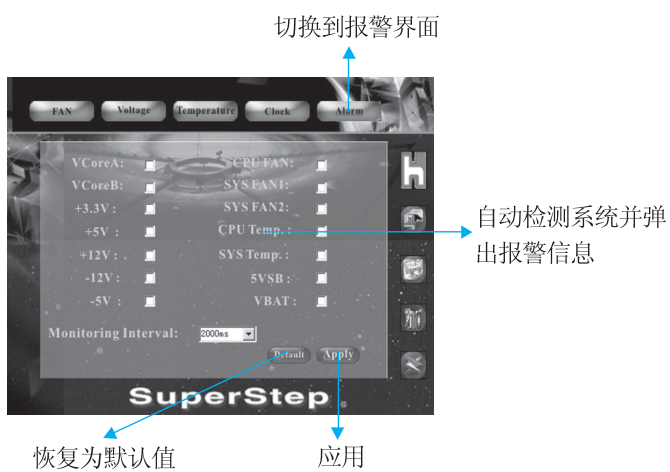 切换到报警界面
FAN Voltage Temperature Clock Alarm
VCoreA: CPU FAN:
VCoreB: SYS FAN1:
+3.3V : SYS FAN2:
+5V : CPU Temp. :
+12V : SYS Temp. :
-12V : 5VSB :
-5V : VBAT :
自动检测系统并弹
出报警信息
Monitoring Interval: 2000ms
Default Apply
SuperStep
恢复为默认值 应用